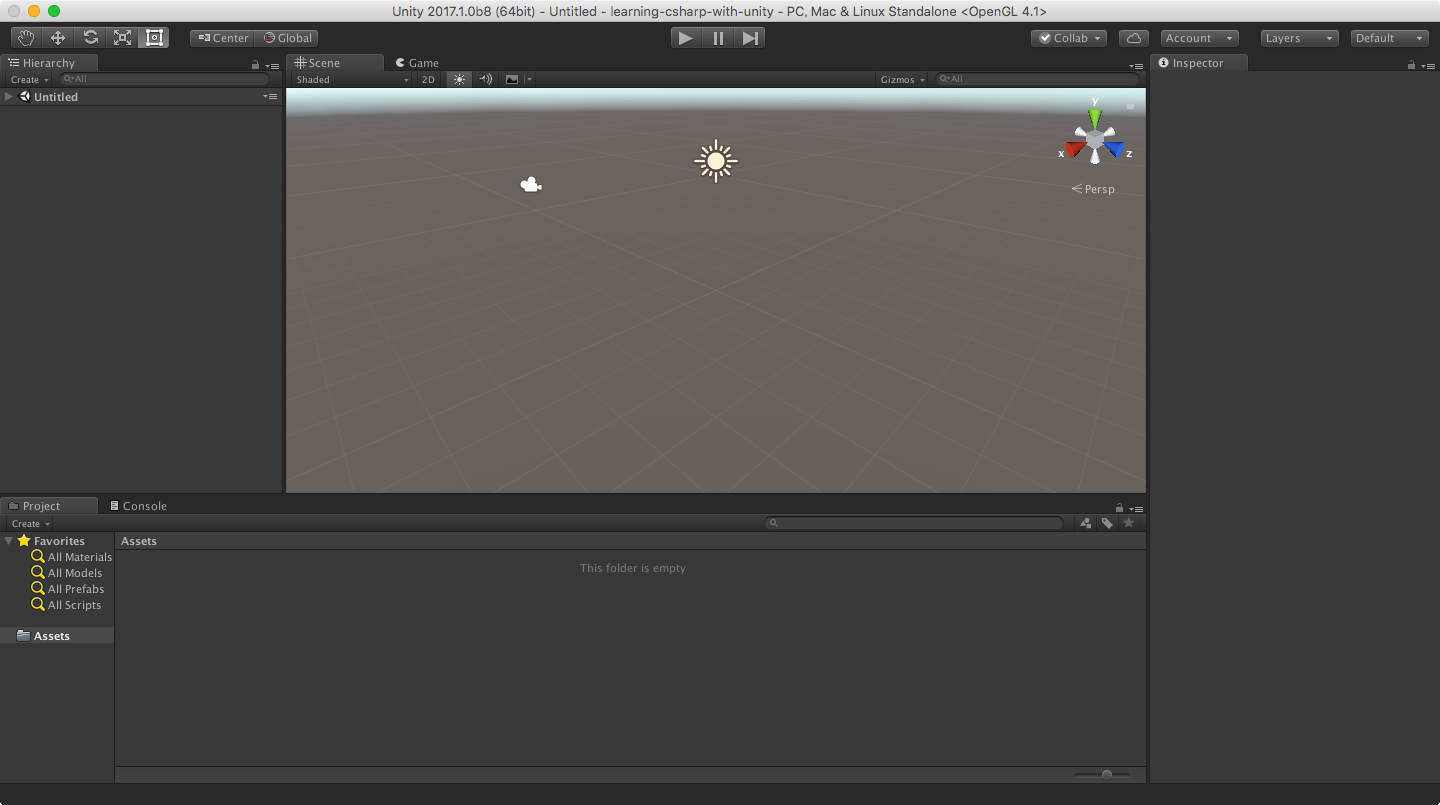 Unity 2017.1.0b8 (64bit) - Untitled - learning-csharp-with-unity - PC, Mac & Linux Standalone <OpenGL 4.1>
Center Global Collab Account Layers Default
Hierarchy Scene Game Inspector
Create All Shaded 2D Gizmos All
Untitled
y
x z
Persp
Project Console
Create
Favorites Assets
All Materials This folder is empty
All Models
All Prefabs
All Scripts
Assets